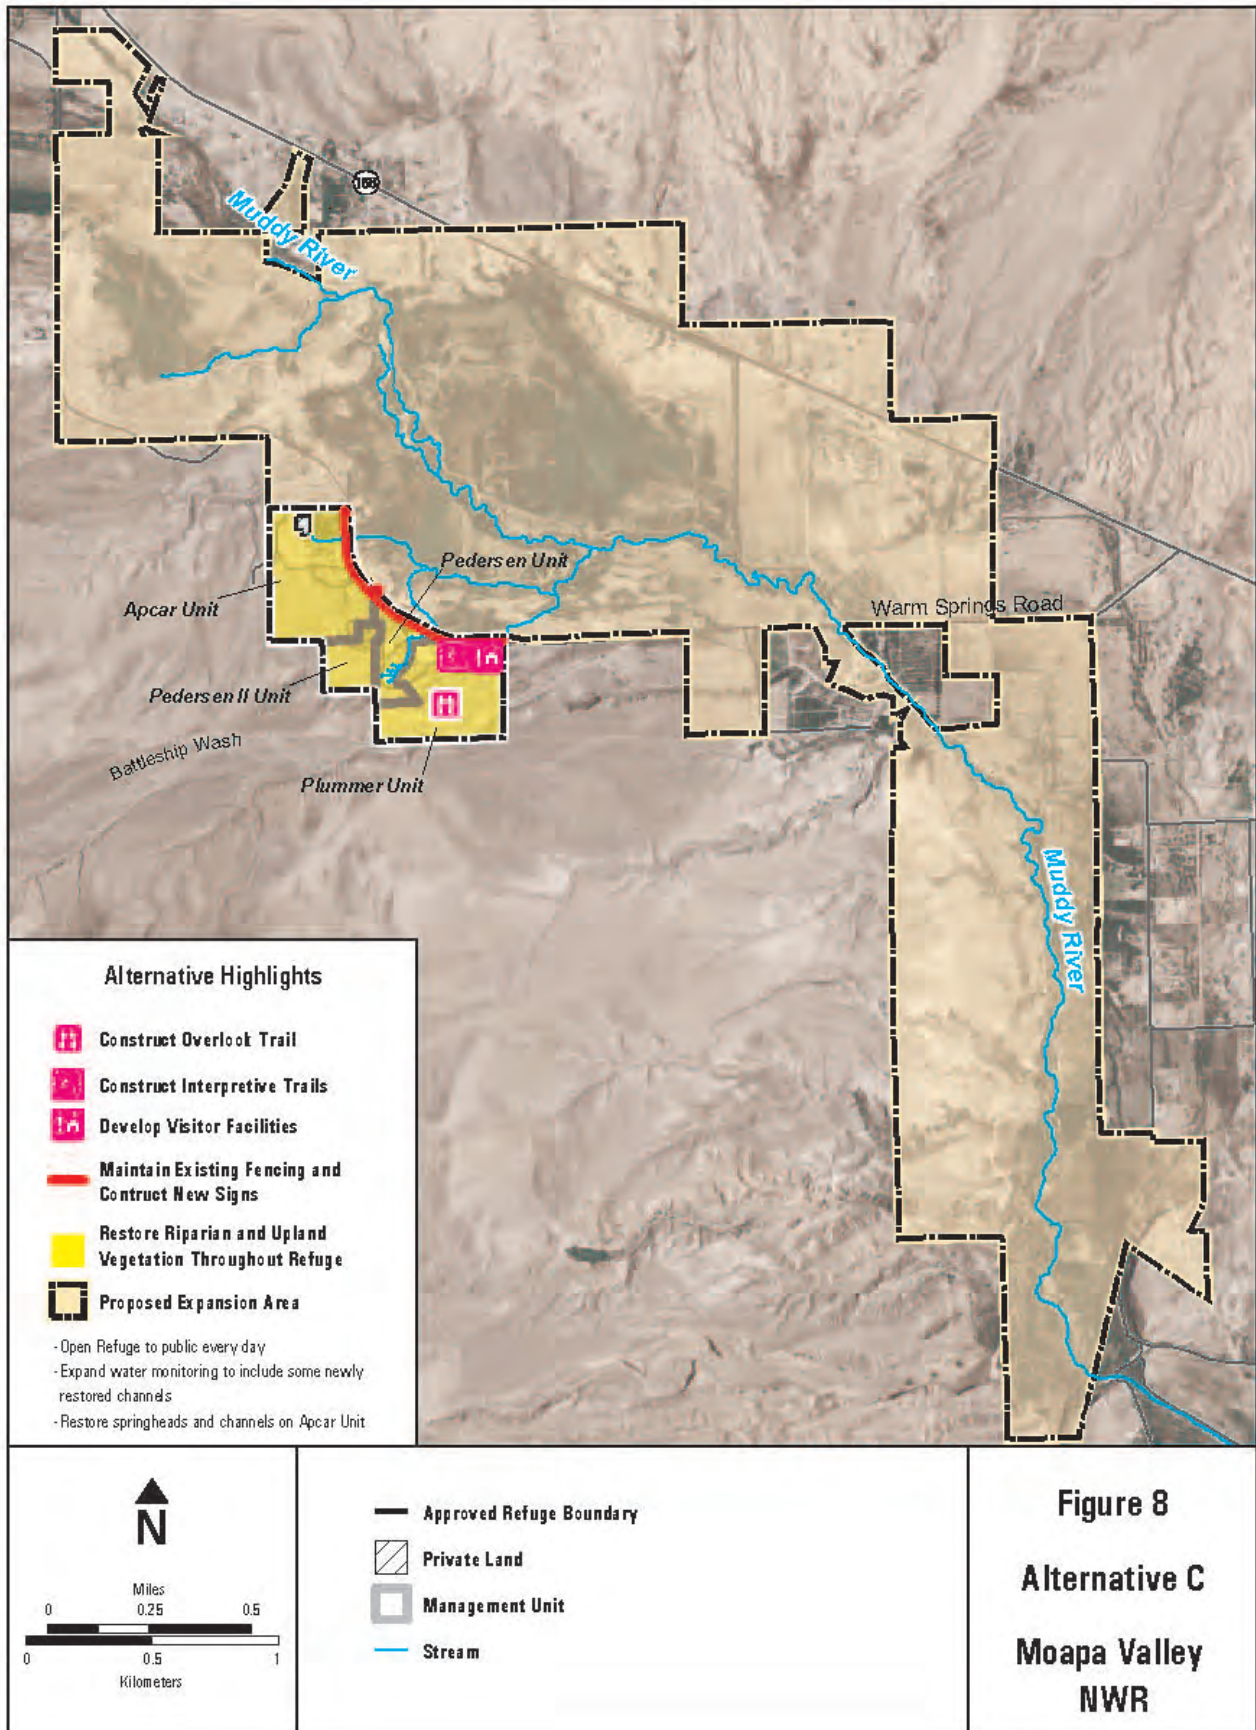 168
Muddy River
Pedersen Unit
Apcar Unit
Warm Springs Road
Pedersen II Unit
Battleship Wash
Plummer Unit
Muddy River
Alternative Highlights
Construct Overlook Trail
Construct Interpretive Trails
Develop Visitor Facilities
Maintain Existing Fencing and
Contruct New Signs
Restore Riparian and Upland
Vegetation Throughout Refuge
Proposed Expansion Area
- Open Refuge to public every day
- Expand water monitoring to include some newly
restored channels
- Restore springheads and channels on Apcar Unit
N
Miles
0 0.25 0.5
0 0.5 1
Kilometers
Approved Refuge Boundary
Private Land
Management Unit
Stream
Figure 8
Alternative C
Moapa Valley
NWR